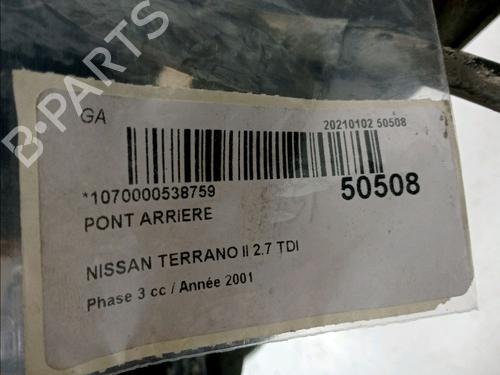 GA
20210102 50508
*1070000538759
50508
PONT ARRIERE
NISSAN TERRANO II 2.7 TDI
Phase 3 cc / Année 2001
B-PARTS